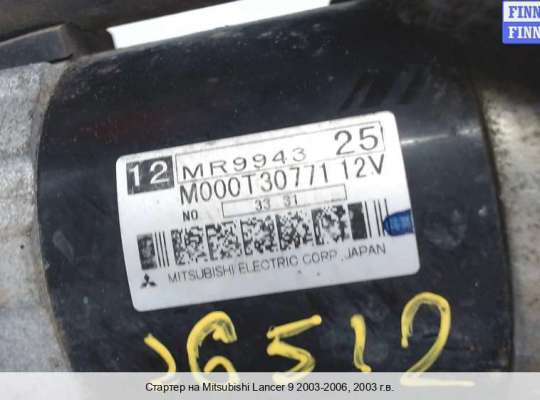 FINN
FINN
12 MR9943 25
M000T30771 12V
NO 33 31
MITSUBISHI ELECTRIC CORP., JAPAN
G512
Стартер на Mitsubishi Lancer 9 2003-2006, 2003 г.в.